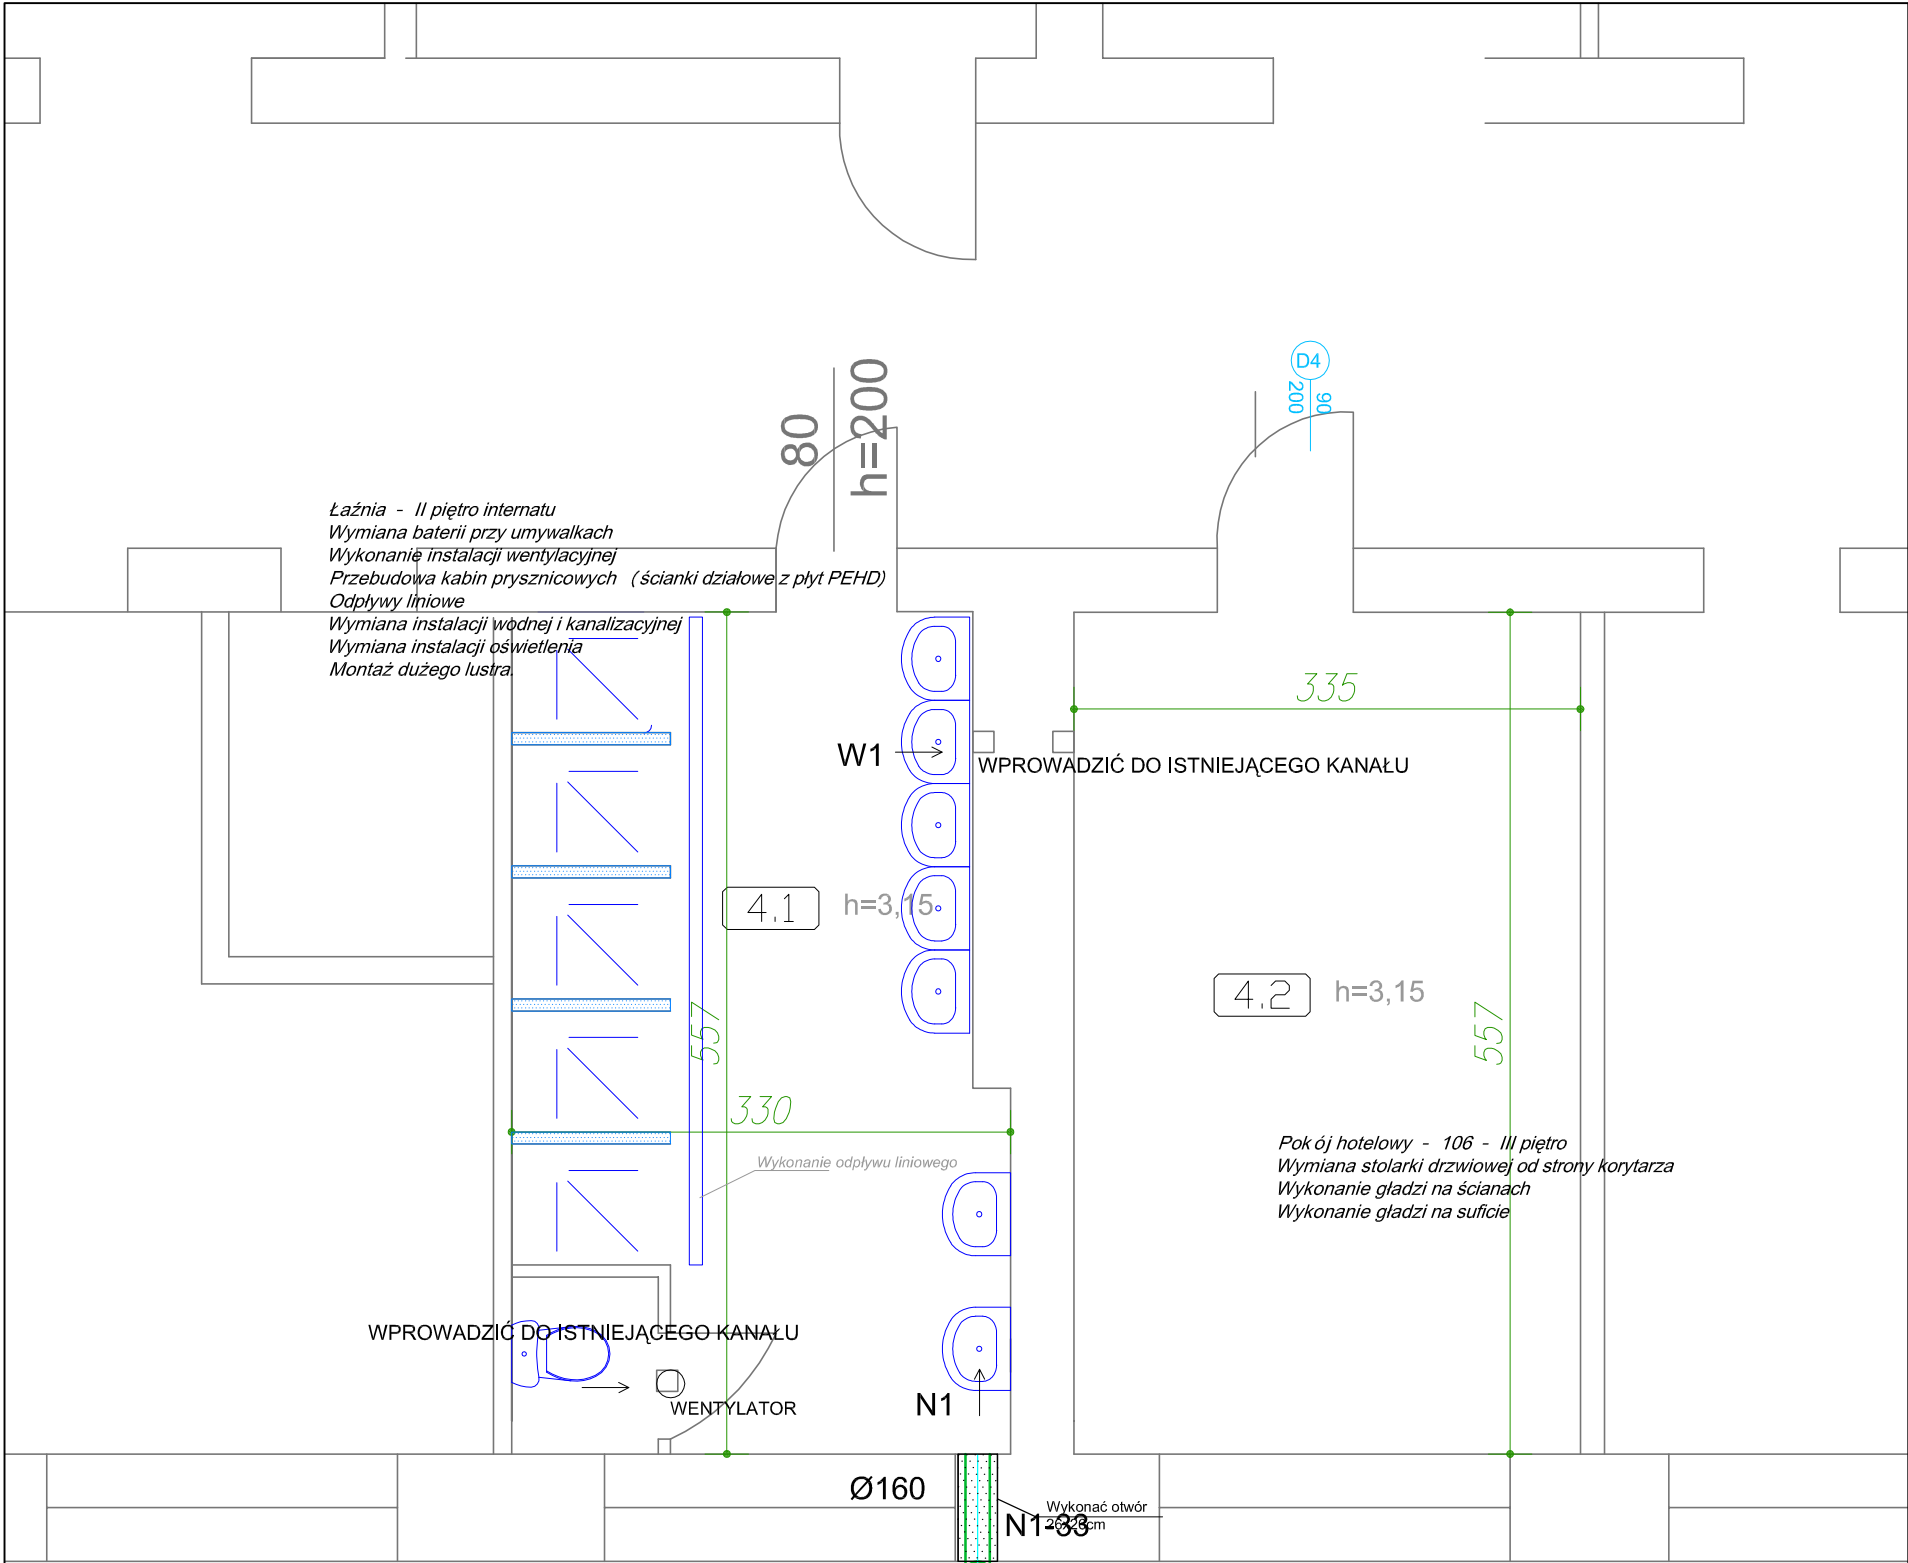 D4
90
200
80
h=200
Łaźnia - II piętro internatu
Wymiana baterii przy umywalkach
Wykonanie instalacji wentylacyjnej
Przebudowa kabin prysznicowych (ścianki działowe z płyt PEHD)
Odpływy liniowe
Wymiana instalacji wodnej i kanalizacyjnej
Wymiana instalacji oświetlenia
Montaż dużego lustra.
335
W1
WPROWADZIĆ DO ISTNIEJĄCEGO KANAŁU
4.1
h=3,15
4.2
h=3,15
557
557
330
Wykonanie odpływu liniowego
Pokój hotelowy - 106 - III piętro
Wymiana stolarki drzwiowej od strony korytarza
Wykonanie gładzi na ścianach
Wykonanie gładzi na suficie
WPROWADZIĆ DO ISTNIEJĄCEGO KANAŁU
WENTYLATOR
N1
Ø160
Wykonać otwór
26x26cm
N1-33